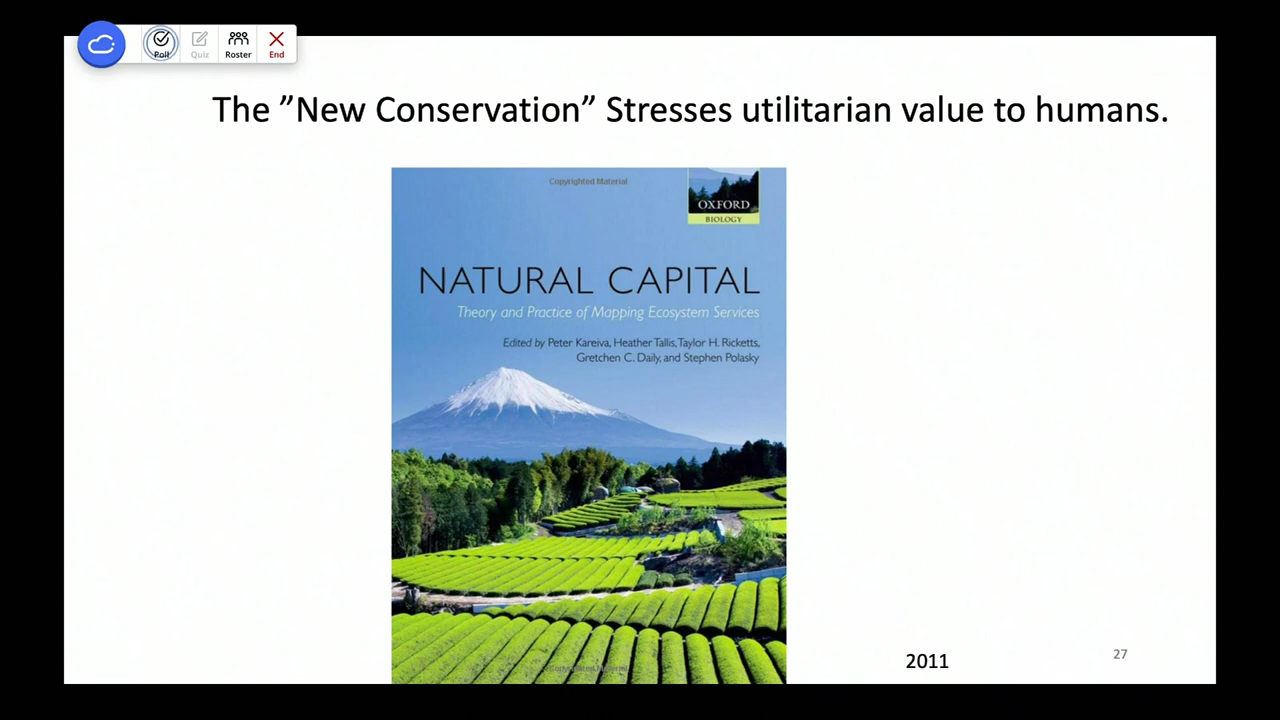 Poll
Quiz
Roster
End
The ”New Conservation” Stresses utilitarian value to humans.
Copyrighted Material
OXFORD
BIOLOGY
NATURAL CAPITAL
Theory and Practice of Mapping Ecosystem Services
Edited by Peter Kareiva, Heather Tallis, Taylor H. Ricketts,
Gretchen C. Daily, and Stephen Polasky
Copyrighted Material
2011
27